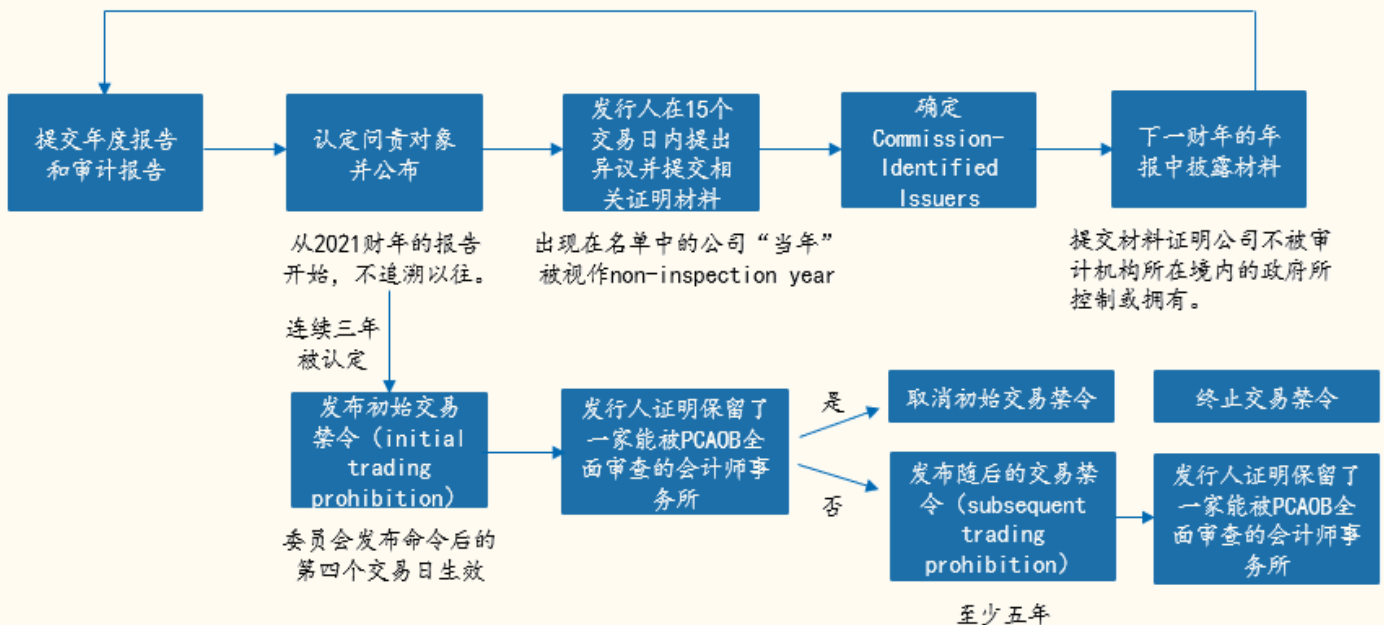 提交年度报告
和审计报告
认定问责对象
并公布
发行人在15个
交易日内提出
异议并提交相
关证明材料
确定
Commission-
Identified
Issuers
下一财年的年
报中披露材料
从2021财年的报告
开始，不追溯以往。
出现在名单中的公司“当年”
被视作non-inspection year
提交材料证明公司不被审
计机构所在境内的政府所
控制或拥有。
连续三年
被认定
发布初始交易
禁令（initial
trading
prohibition）
委员会发布命令后的
第四个交易日生效
发行人证明保留了
一家能被PCAOB全
面审查的会计师事
务所
是
否
取消初始交易禁令
终止交易禁令
发布随后的交易禁
令（subsequent
trading
prohibition）
至少五年
发行人证明保留了
一家能被PCAOB全
面审查的会计师事
务所